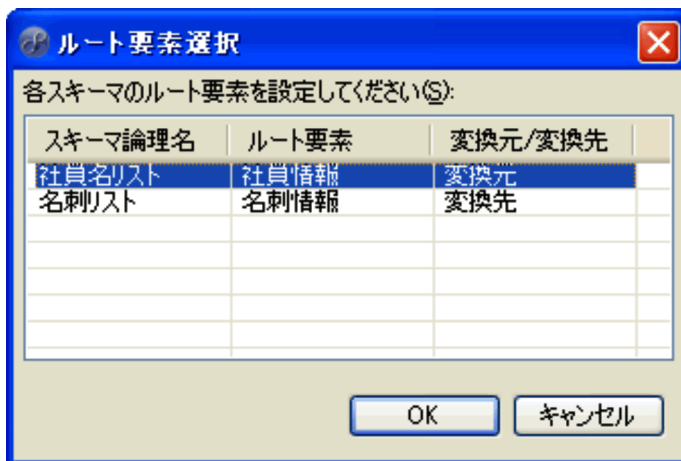 ルート要素選択
各スキーマのルート要素を設定してください(S):
スキーマ論理名 ルート要素 変換元/変換先
社員名リスト 社員情報 変換元
名刺リスト 名刺情報 変換先
OK キャンセル